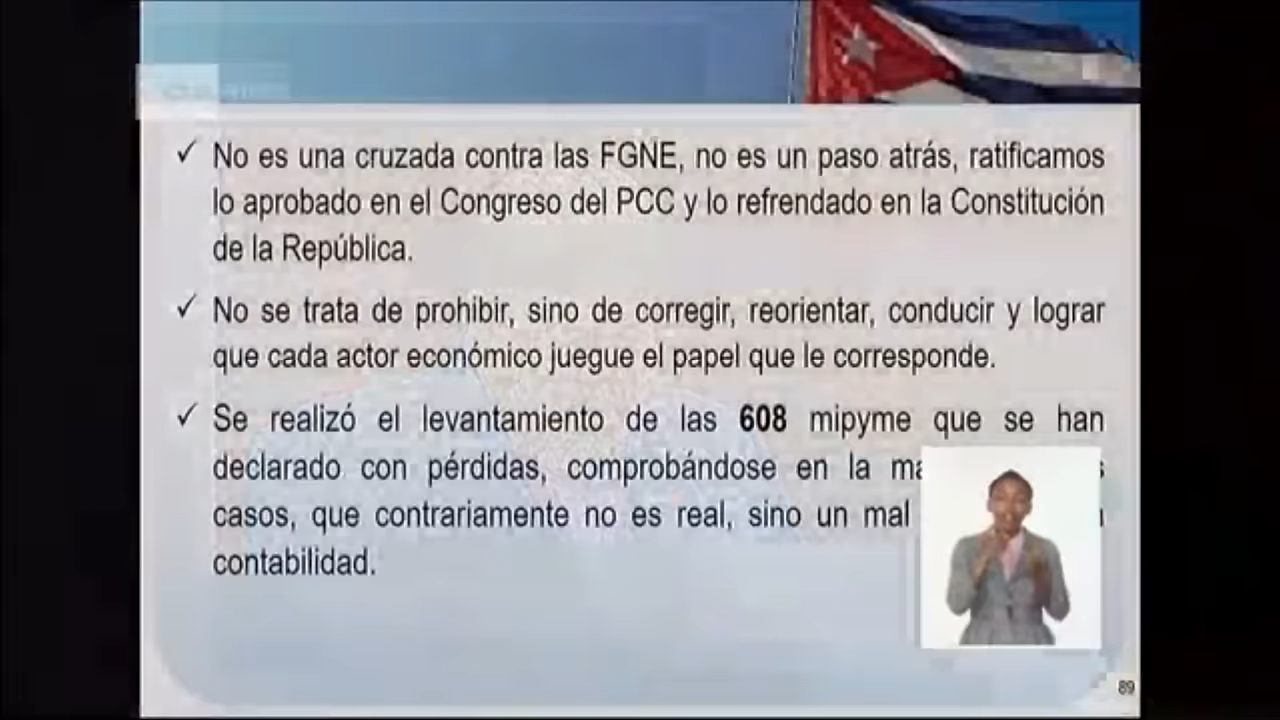 ✓ No es una cruzada contra las FGNE, no es un paso atrás, ratificamos
lo aprobado en el Congreso del PCC y lo refrendado en la Constitución
de la República.
✓ No se trata de prohibir, sino de corregir, reorientar, conducir y lograr
que cada actor económico juegue el papel que le corresponde.
✓ Se realizó el levantamiento de las 608 mipyme que se han
declarado con pérdidas, comprobándose en la
casos, que contrariamente no es real, sino un mal
contabilidad.
89